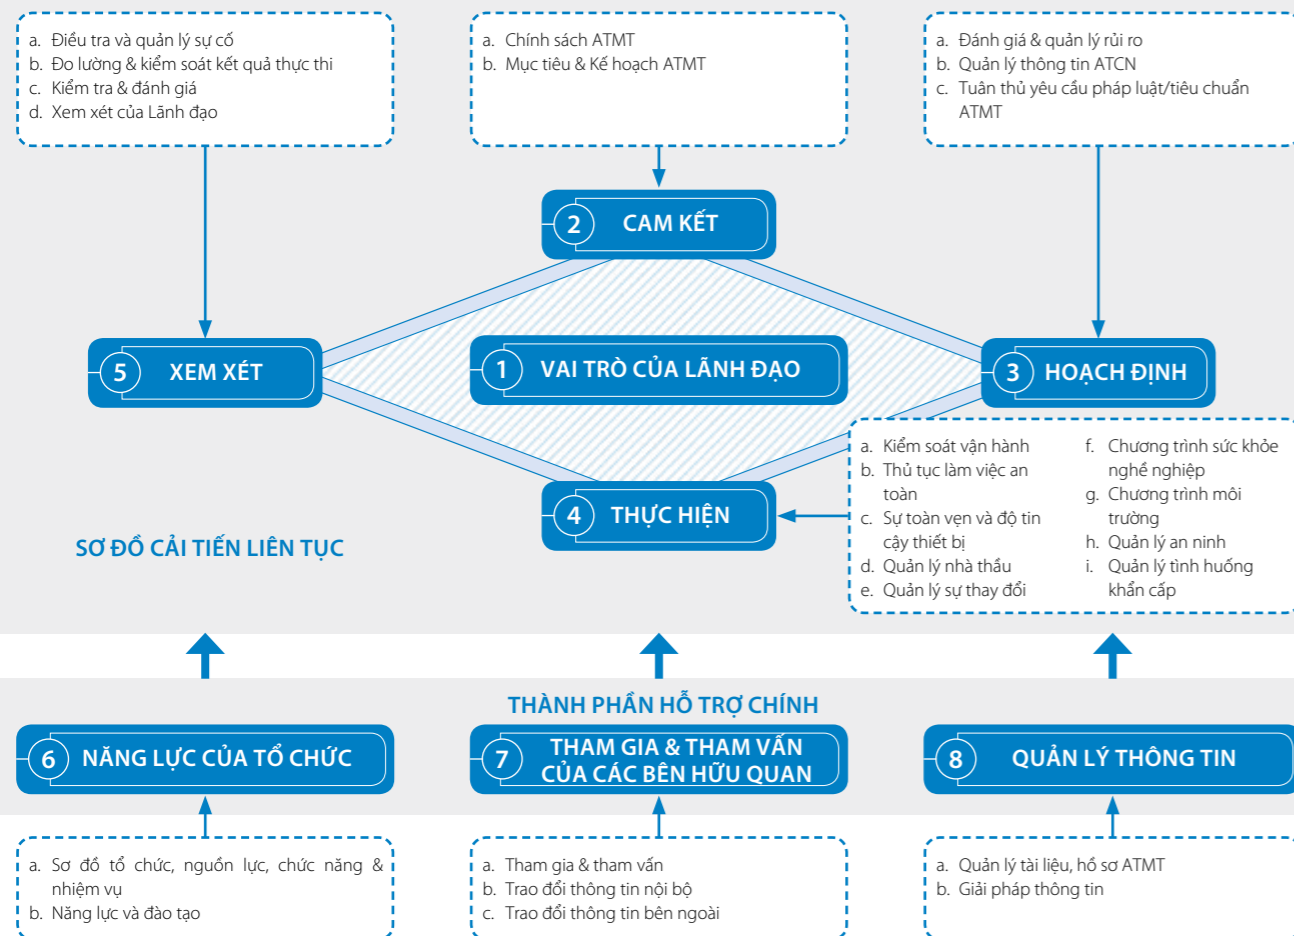 a. Điều tra và quản lý sự cố
b. Đo lường & kiểm soát kết quả thực thi
c. Kiểm tra & đánh giá
d. Xem xét của Lãnh đạo
a. Chính sách ATMT
b. Mục tiêu & Kế hoạch ATMT
a. Đánh giá & quản lý rủi ro
b. Quản lý thông tin ATCN
c. Tuân thủ yêu cầu pháp luật/tiêu chuẩn
ATMT
2 CAM KẾT
5 XEM XÉT
1 VAI TRÒ CỦA LÃNH ĐẠO
3 HOẠCH ĐỊNH
4 THỰC HIỆN
a. Kiểm soát vận hành
b. Thủ tục làm việc an
toàn
c. Sự toàn vẹn và độ tin
cậy thiết bị
d. Quản lý nhà thầu
e. Quản lý sự thay đổi
f. Chương trình sức khỏe
nghề nghiệp
g. Chương trình môi
trường
h. Quản lý an ninh
i. Quản lý tình huống
khẩn cấp
SƠ ĐỒ CẢI TIẾN LIÊN TỤC
THÀNH PHẦN HỖ TRỢ CHÍNH
6 NĂNG LỰC CỦA TỔ CHỨC
7 THAM GIA & THAM VẤN
CỦA CÁC BÊN HỮU QUAN
8 QUẢN LÝ THÔNG TIN
a. Sơ đồ tổ chức, nguồn lực, chức năng &
nhiệm vụ
b. Năng lực và đào tạo
a. Tham gia & tham vấn
b. Trao đổi thông tin nội bộ
c. Trao đổi thông tin bên ngoài
a. Quản lý tài liệu, hồ sơ ATMT
b. Giải pháp thông tin